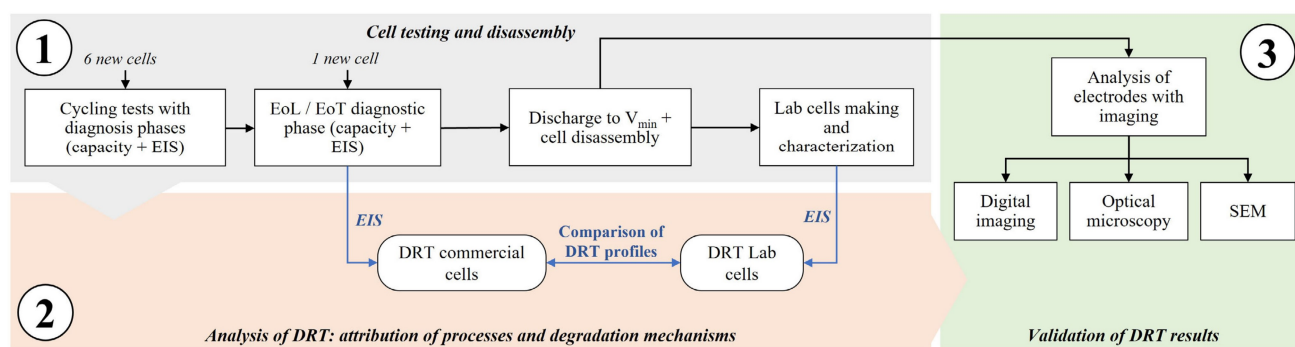 1
Cell testing and disassembly
6 new cells
1 new cell
Cycling tests with
diagnosis phases
(capacity + EIS)
EoL / EoT diagnostic
phase (capacity +
EIS)
Discharge to Vmin +
cell disassembly
Lab cells making
and
characterization
3
Analysis of
electrodes with
imaging
Digital
imaging
Optical
microscopy
SEM
EIS
EIS
Comparison of
DRT profiles
DRT commercial
cells
DRT Lab
cells
2
Analysis of DRT: attribution of processes and degradation mechanisms
Validation of DRT results